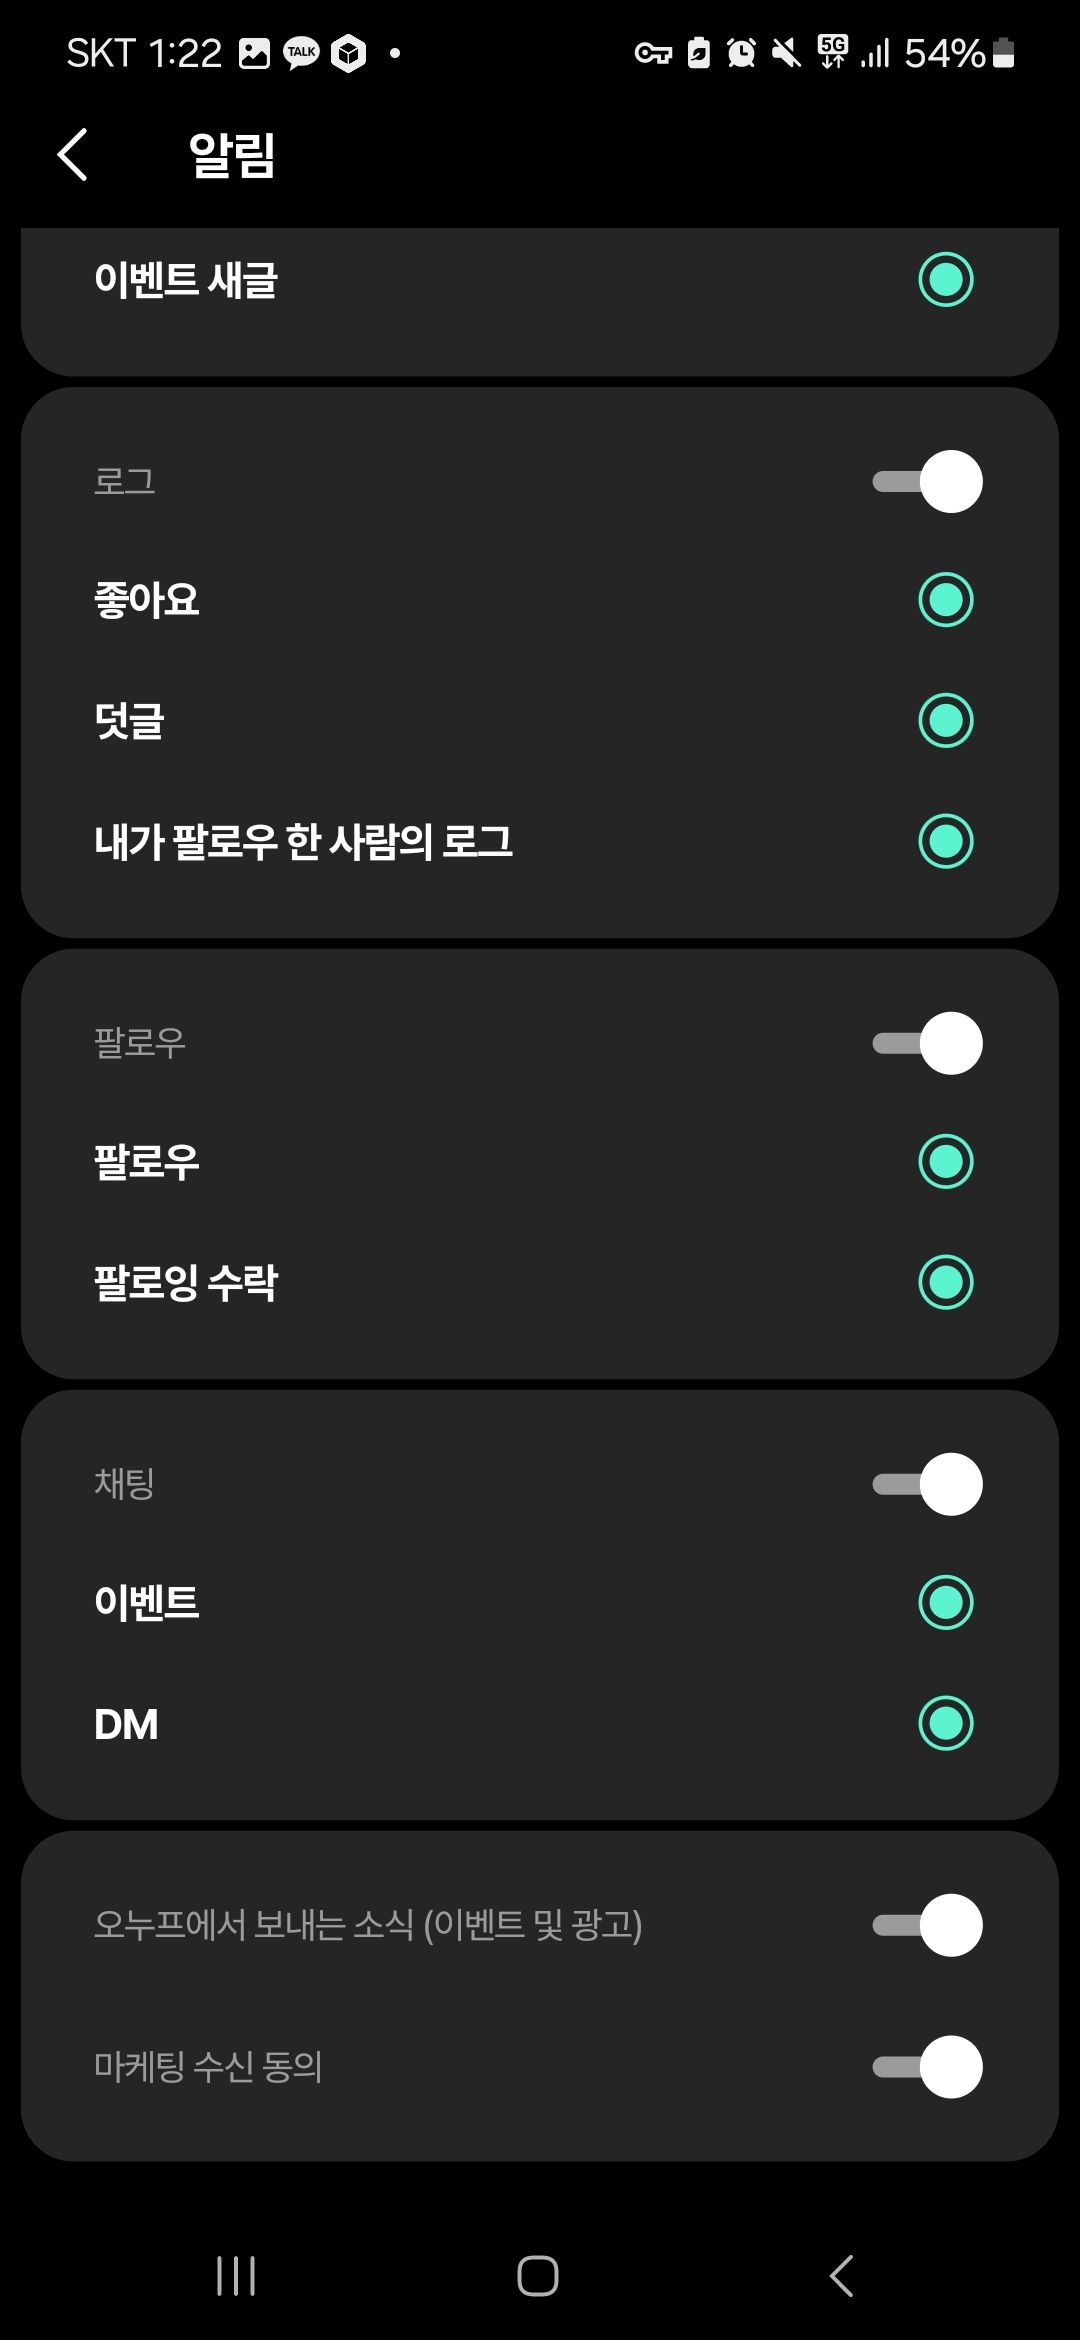 SKT 1:22 TALK 5G 54%
알림
이벤트 새글
로그
좋아요
덧글
내가 팔로우 한 사람의 로그
팔로우
팔로우
팔로잉 수락
채팅
이벤트
DM
오누프에서 보내는 소식 (이벤트 및 광고)
마케팅 수신 동의